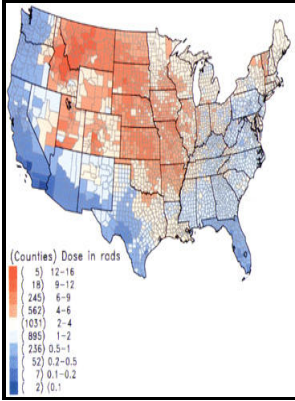 (Counties) Dose in rads
( 5) 12-16
( 18) 9-12
( 245) 6-9
( 562) 4-6
(1031) 2-4
( 895) 1-2
( 236) 0.5-1
( 52) 0.2-0.5
( 7) 0.1-0.2
( 2) <0.1